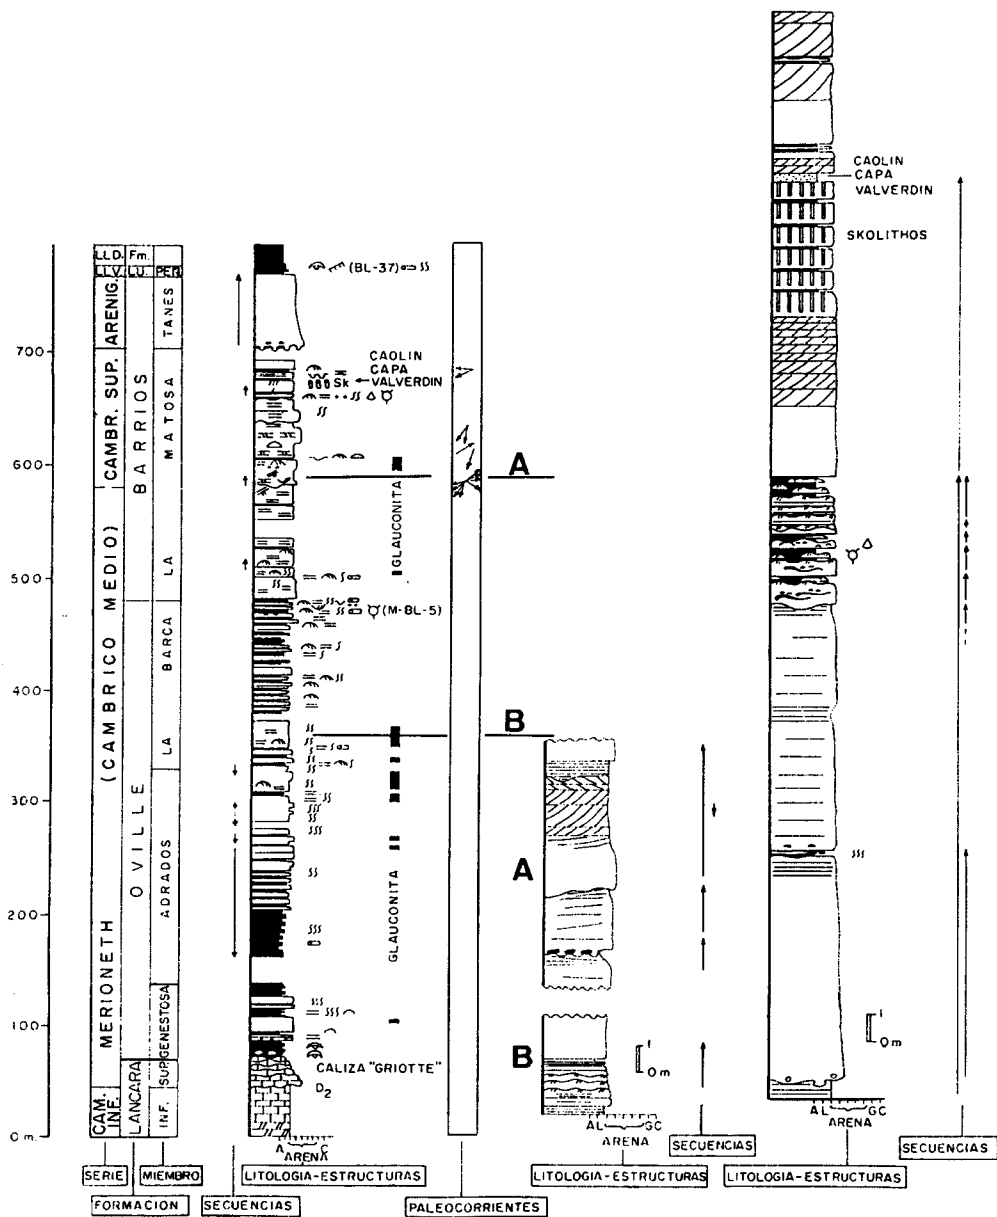 CAOLIN
CAPA
VALVERDIN
SKOLITHOS
LLD.
Fm.
LLV.
LU.
PEÑ.
ARENIG.
TANES
(BL-37)
700
CAMBR. SUP.
BARRIOS
MATOSA
CAOLIN
CAPA
Sk
VALVERDIN
600
A
GLAUCONITA
500
LA
(M-BL-5)
(CAMBRICO MEDIO)
BARCA
400
B
LA
300
OVILLE
ADRADOS
A
200
GLAUCONITA
MERIONETH
100
GENESTOSA
SUP.
B
1
0 m
1
0 m
CALIZA "GRIOTTE"
D2
CAM.
INF.
LANCARA
INF.
0 m.
A C
ARENA
AL GC
ARENA
AL GC
ARENA
SERIE
MIEMBRO
LITOLOGIA-ESTRUCTURAS
SECUENCIAS
SECUENCIAS
LITOLOGIA-ESTRUCTURAS
LITOLOGIA-ESTRUCTURAS
FORMACION
SECUENCIAS
PALEOCORRIENTES